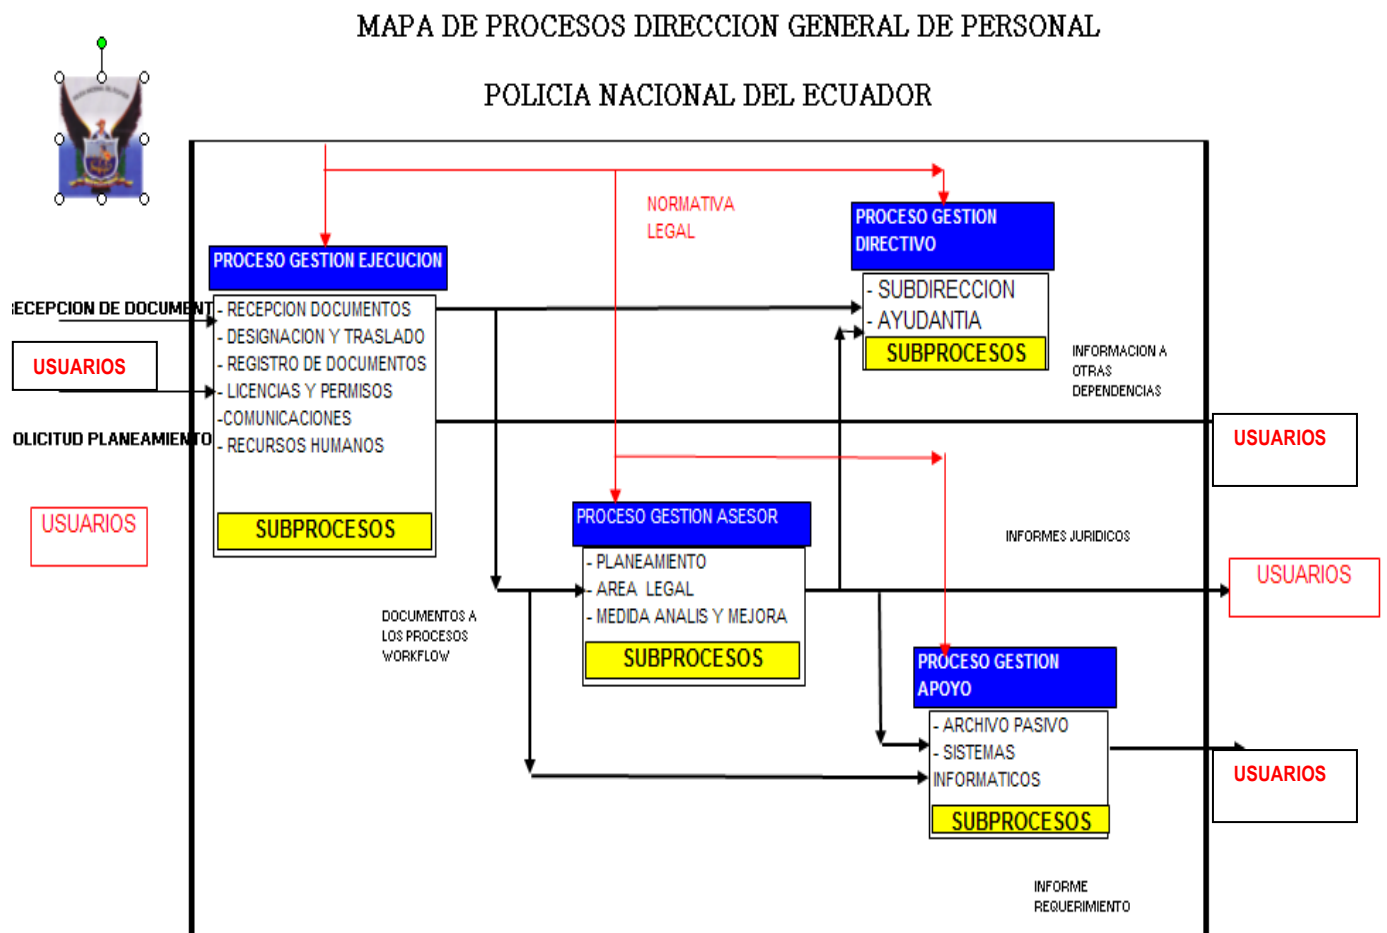 MAPA DE PROCESOS DIRECCION GENERAL DE PERSONAL
POLICIA NACIONAL DEL ECUADOR
NORMATIVA
LEGAL
PROCESO GESTION
DIRECTIVO
- SUBDIRECCION
- AYUDANTIA
SUBPROCESOS
PROCESO GESTION EJECUCION
- RECEPCION DOCUMENTOS
- DESIGNACION Y TRASLADO
- REGISTRO DE DOCUMENTOS
- LICENCIAS Y PERMISOS
-COMUNICACIONES
- RECURSOS HUMANOS
SUBPROCESOS
ECEPCION DE DOCUMENT
USUARIOS
OLICITUD PLANEAMIENTO
USUARIOS
INFORMACION A
OTRAS
DEPENDENCIAS
USUARIOS
PROCESO GESTION ASESOR
- PLANEAMIENTO
- AREA LEGAL
- MEDIDA ANALIS Y MEJORA
SUBPROCESOS
INFORMES JURIDICOS
USUARIOS
DOCUMENTOS A
LOS PROCESOS
WORKFLOW
PROCESO GESTION
APOYO
- ARCHIVO PASIVO
- SISTEMAS
INFORMATICOS
SUBPROCESOS
USUARIOS
INFORME
REQUERIMIENTO